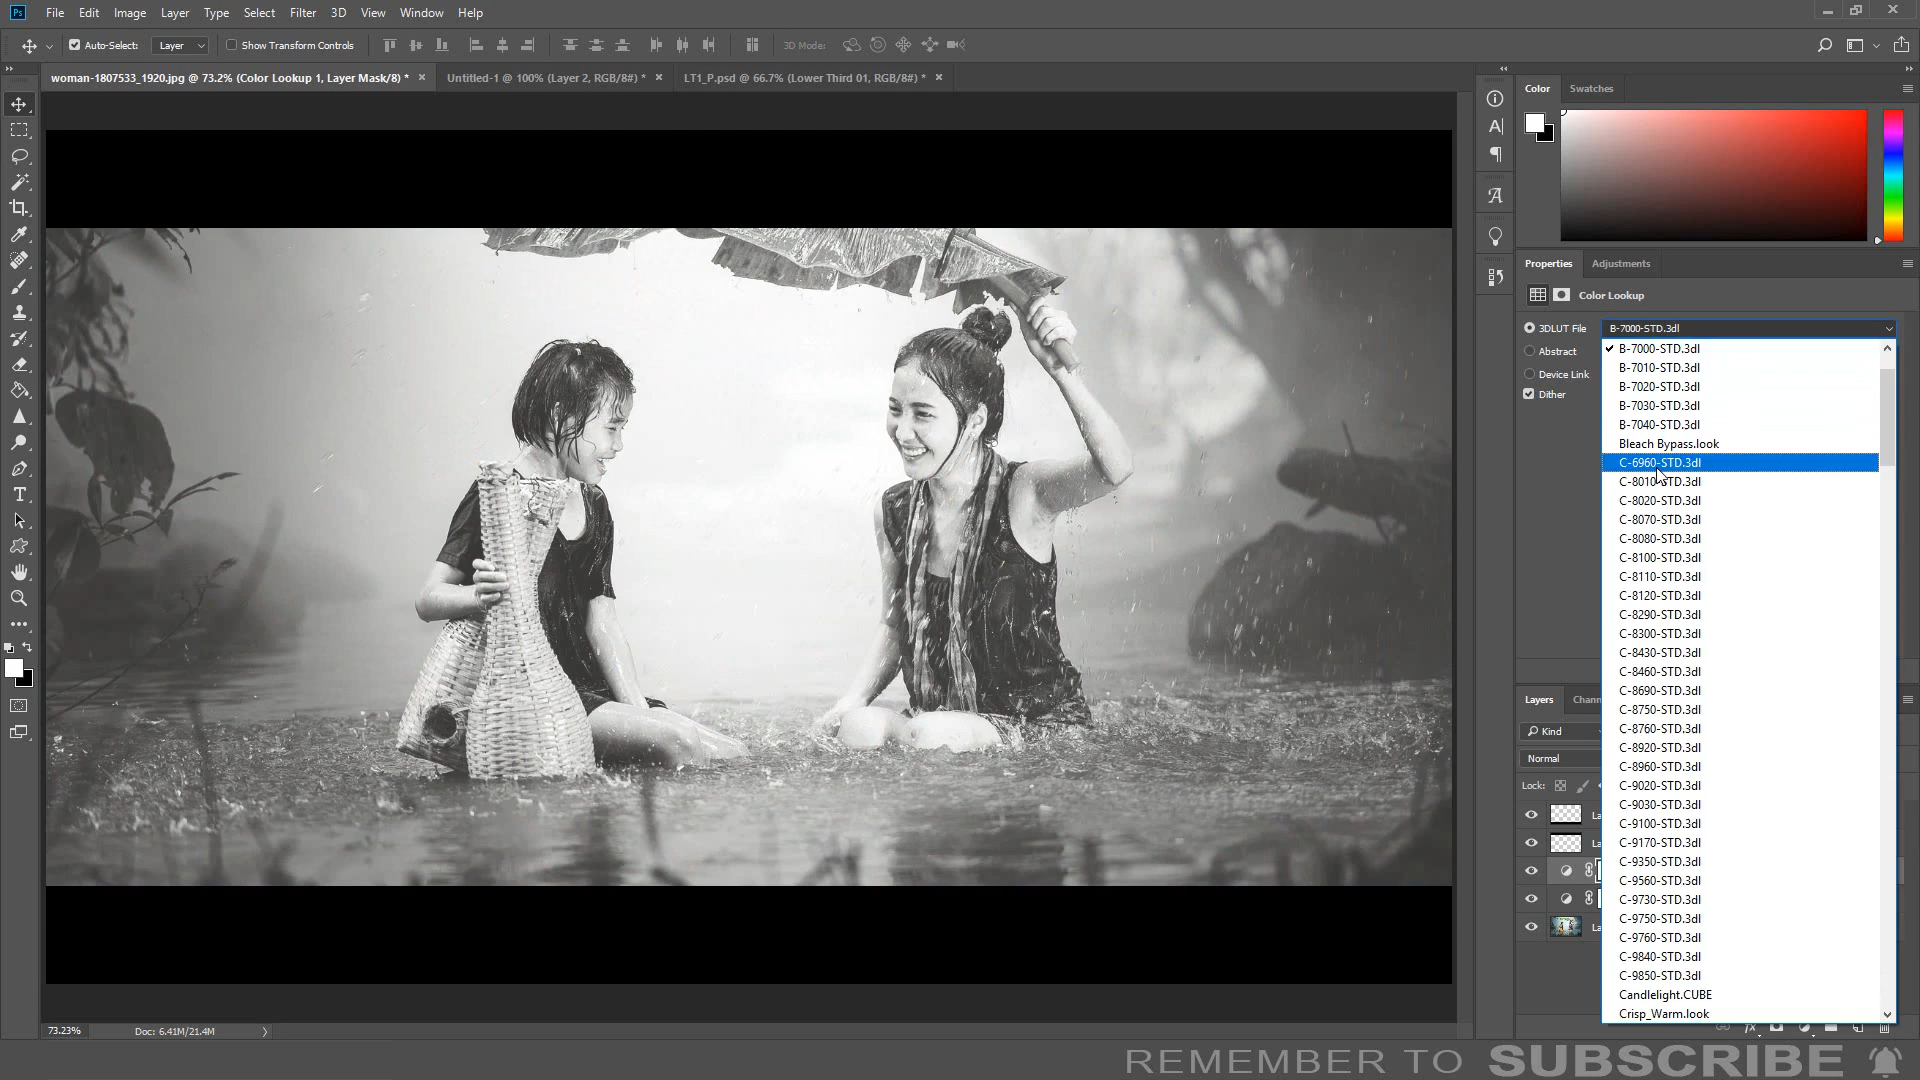 Ps File Edit Image Layer Type Select Filter 3D View Window Help
Auto-Select: Layer Show Transform Controls 3D Mode:
woman-1807533_1920.jpg @ 73.2% (Color Lookup 1, Layer Mask/8) * Untitled-1 @ 100% (Layer 2, RGB/8#) * LT1_P.psd @ 66.7% (Lower Third 01, RGB/8#) *
Color Swatches
Properties Adjustments
Color Lookup
3DLUT File B-7000-STD.3dl
Abstract
Device Link
Dither
B-7000-STD.3dl
B-7010-STD.3dl
B-7020-STD.3dl
B-7030-STD.3dl
B-7040-STD.3dl
Bleach Bypass.look
C-6960-STD.3dl
C-8010-STD.3dl
C-8020-STD.3dl
C-8070-STD.3dl
C-8080-STD.3dl
C-8100-STD.3dl
C-8110-STD.3dl
C-8120-STD.3dl
C-8290-STD.3dl
C-8300-STD.3dl
C-8430-STD.3dl
C-8460-STD.3dl
C-8690-STD.3dl
C-8750-STD.3dl
C-8760-STD.3dl
C-8920-STD.3dl
C-8960-STD.3dl
C-9020-STD.3dl
C-9030-STD.3dl
C-9100-STD.3dl
C-9170-STD.3dl
C-9350-STD.3dl
C-9560-STD.3dl
C-9730-STD.3dl
C-9750-STD.3dl
C-9760-STD.3dl
C-9840-STD.3dl
C-9850-STD.3dl
Candlelight.CUBE
Crisp_Warm.look
Layers Chann
Kind
Normal
Lock:
La
La
La
fx
73.23% Doc: 6.41M/21.4M
REMEMBER TO SUBSCRIBE